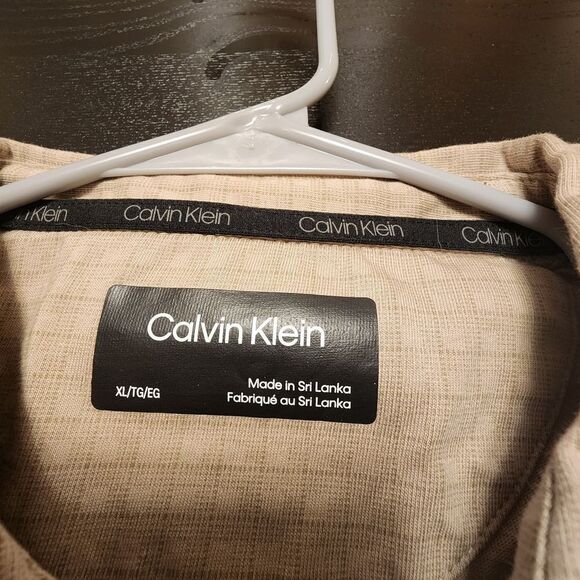 Klein Calvin Klein Calvin Klein Calvin Klein
Calvin Klein
XL/TG/EG
Made in Sri Lanka
Fabriqué au Sri Lanka